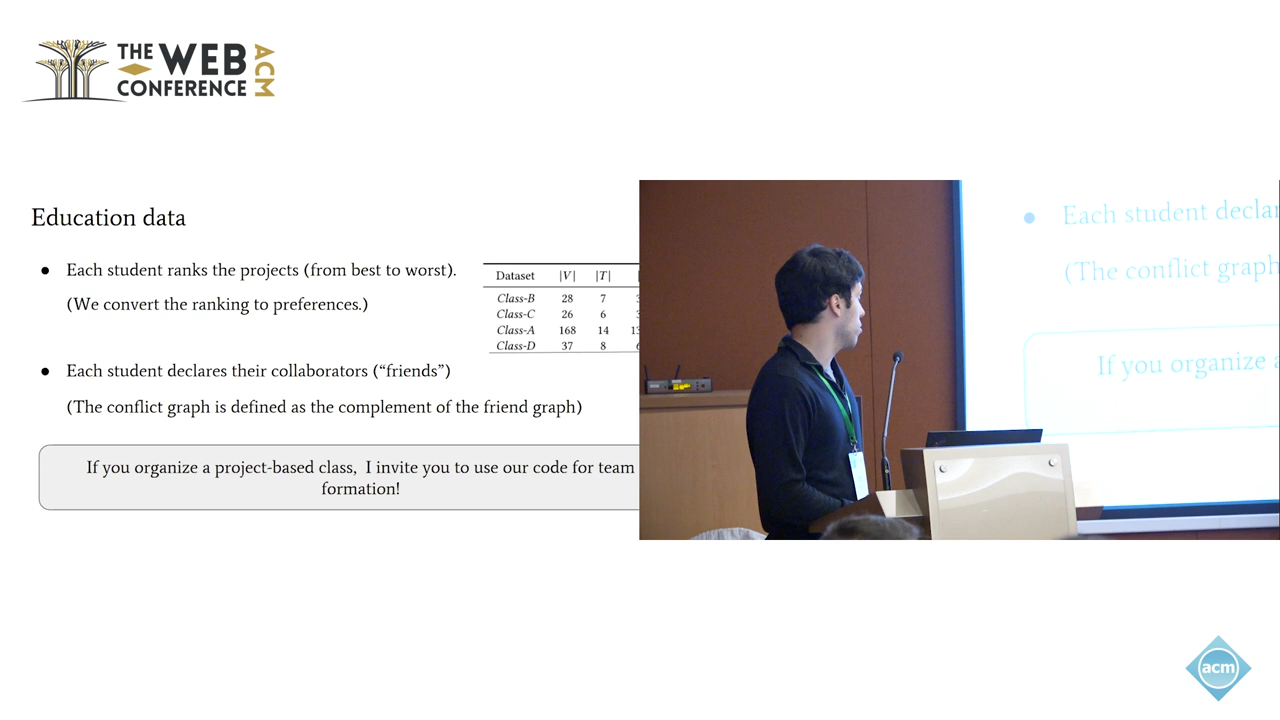 THE WEB
CONFERENCE
ACM
Education data
● Each student ranks the projects (from best to worst).
(We convert the ranking to preferences.)
Dataset |V| |T|
Class-B 28 7
Class-C 26 6
Class-A 168 14
Class-D 37 8
● Each student declares their collaborators (“friends”)
(The conflict graph is defined as the complement of the friend graph)
If you organize a project-based class, I invite you to use our code for team
formation!
● Each student declar
(The conflict graph
If you organize a
acm